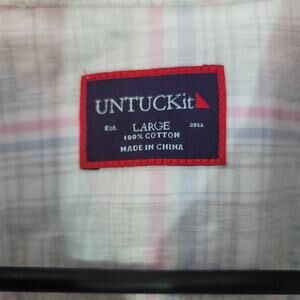 UNTUCKit
Est. LARGE 2011
100% COTTON
MADE IN CHINA